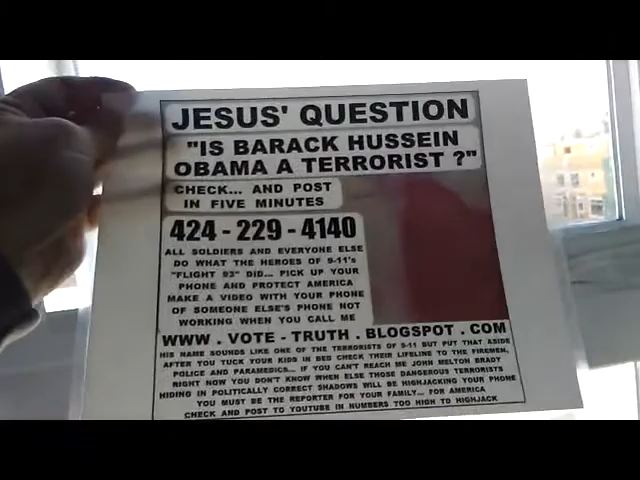 JESUS' QUESTION
"IS BARACK HUSSEIN
OBAMA A TERRORIST ?"
CHECK... AND POST
IN FIVE MINUTES
424 - 229 - 4140
ALL SOLDIERS AND EVERYONE ELSE
DO WHAT THE HEROES OF 9-11's
"FLIGHT 93" DID... PICK UP YOUR
PHONE AND PROTECT AMERICA
MAKE A VIDEO WITH YOUR PHONE
OF SOMEONE ELSE'S PHONE NOT
WORKING WHEN YOU CALL ME
WWW . VOTE - TRUTH . BLOGSPOT . COM
HIS NAME SOUNDS LIKE ONE OF THE TERRORISTS OF 9-11 BUT PUT THAT ASIDE
AFTER YOU TUCK YOUR KIDS IN BED CHECK THEIR LIFELINE TO THE FIREMEN,
POLICE AND PARAMEDICS... IF YOU CAN'T REACH ME JOHN MELTON BRADY
RIGHT NOW YOU DON'T KNOW WHEN ELSE THOSE DANGEROUS TERRORISTS
HIDING IN POLITICALLY CORRECT SHADOWS WILL BE HIGHJACKING YOUR PHONE
YOU MUST BE THE REPORTER FOR YOUR FAMILY... FOR AMERICA
CHECK AND POST TO YOUTUBE IN NUMBERS TOO HIGH TO HIGHJACK